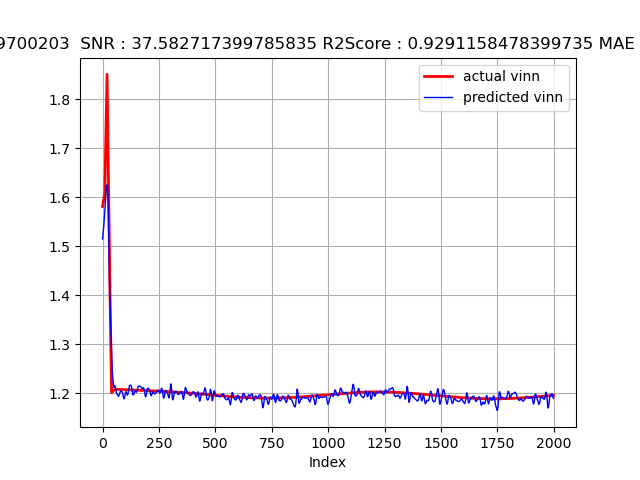 9700203 SNR : 37.582717399785835 R2Score : 0.9291158478399735 MAE
actual vinn
predicted vinn
1.8
1.7
1.6
1.5
1.4
1.3
1.2
0 250 500 750 1000 1250 1500 1750 2000
Index